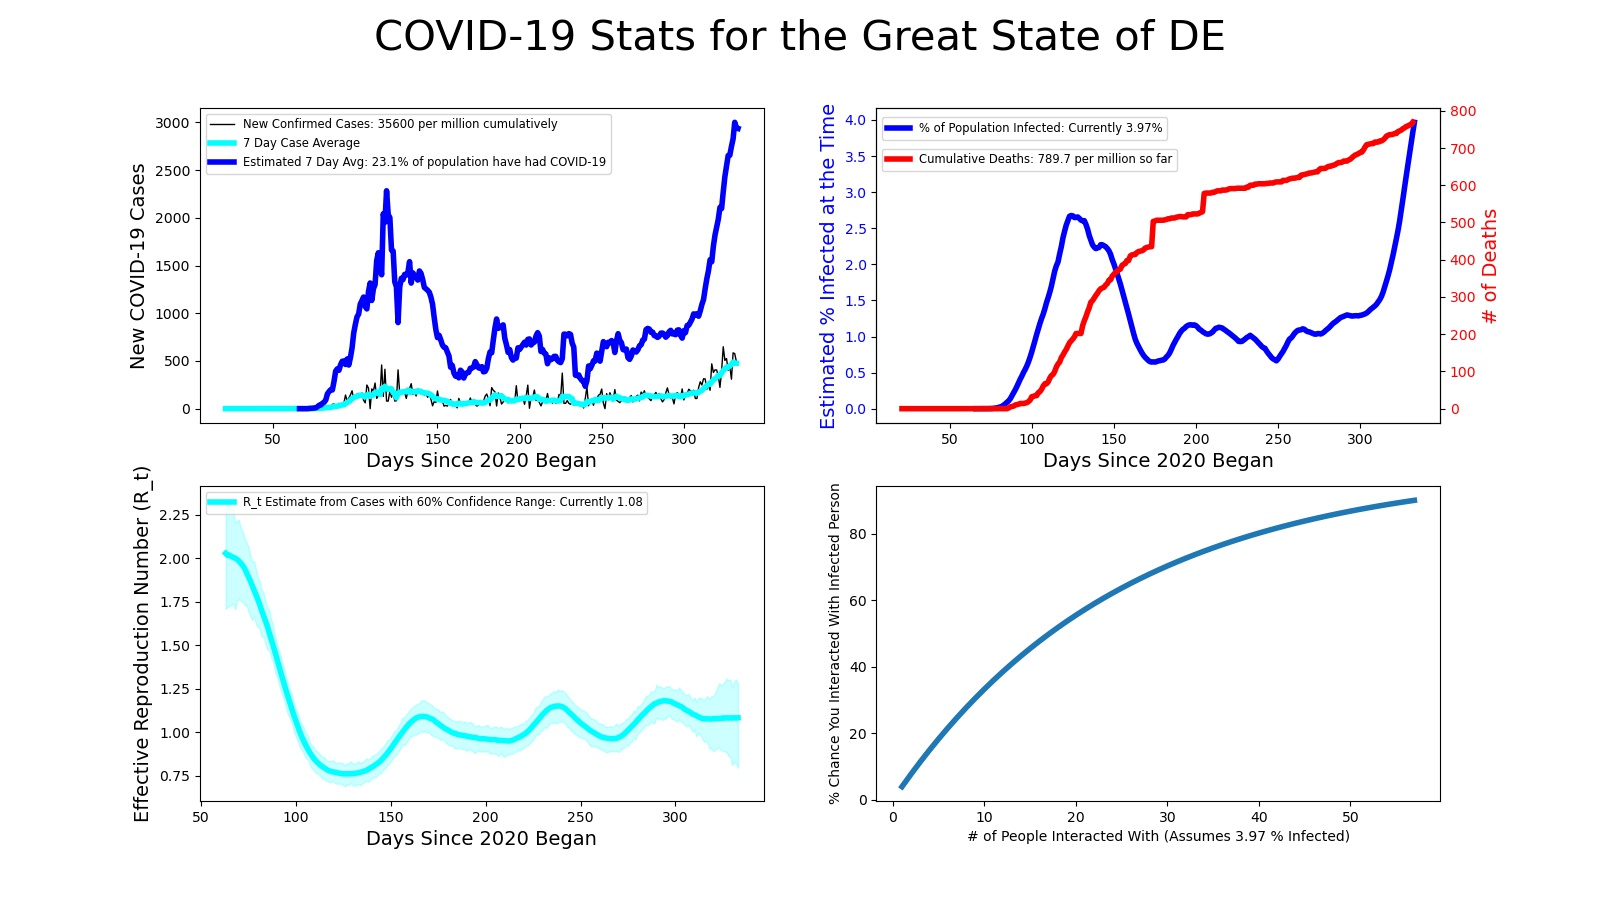 COVID-19 Stats for the Great State of DE
New COVID-19 Cases
3000
2500
2000
1500
1000
500
0
New Confirmed Cases: 35600 per million cumulatively
7 Day Case Average
Estimated 7 Day Avg: 23.1% of population have had COVID-19
50 100 150 200 250 300
Days Since 2020 Began
Estimated % Infected at the Time
4.0
3.5
3.0
2.5
2.0
1.5
1.0
0.5
0.0
% of Population Infected: Currently 3.97%
Cumulative Deaths: 789.7 per million so far
800
700
600
500
400
300
200
100
0
# of Deaths
50 100 150 200 250 300
Days Since 2020 Began
Effective Reproduction Number (R_t)
2.25
2.00
1.75
1.50
1.25
1.00
0.75
R_t Estimate from Cases with 60% Confidence Range: Currently 1.08
50 100 150 200 250 300
Days Since 2020 Began
% Chance You Interacted With Infected Person
80
60
40
20
0
0 10 20 30 40 50
# of People Interacted With (Assumes 3.97 % Infected)